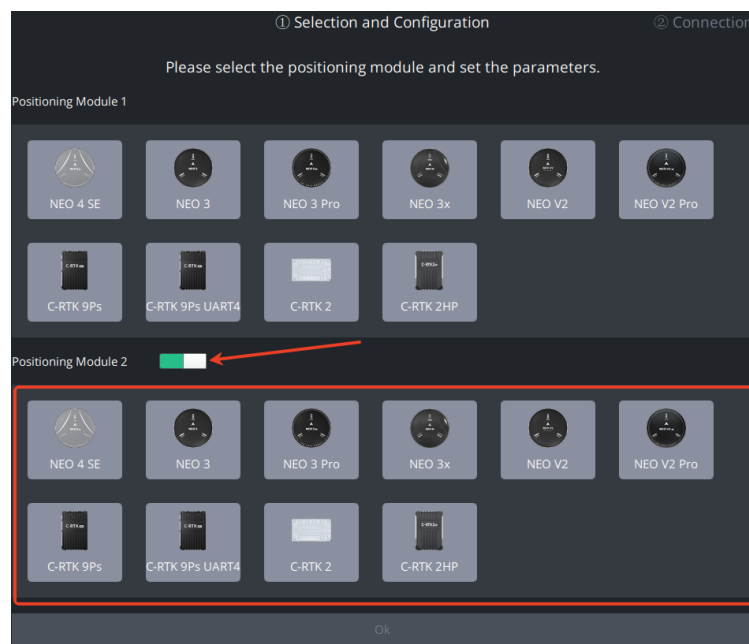 ① Selection and Configuration ② Connection
Please select the positioning module and set the parameters.
Positioning Module 1
NEO 4 SE NEO 3 NEO 3 Pro NEO 3x NEO V2 NEO V2 Pro
C-RTK 9Ps C-RTK 9Ps UART4 C-RTK 2 C-RTK 2HP
Positioning Module 2
NEO 4 SE NEO 3 NEO 3 Pro NEO 3x NEO V2 NEO V2 Pro
C-RTK 9Ps C-RTK 9Ps UART4 C-RTK 2 C-RTK 2HP
Ok